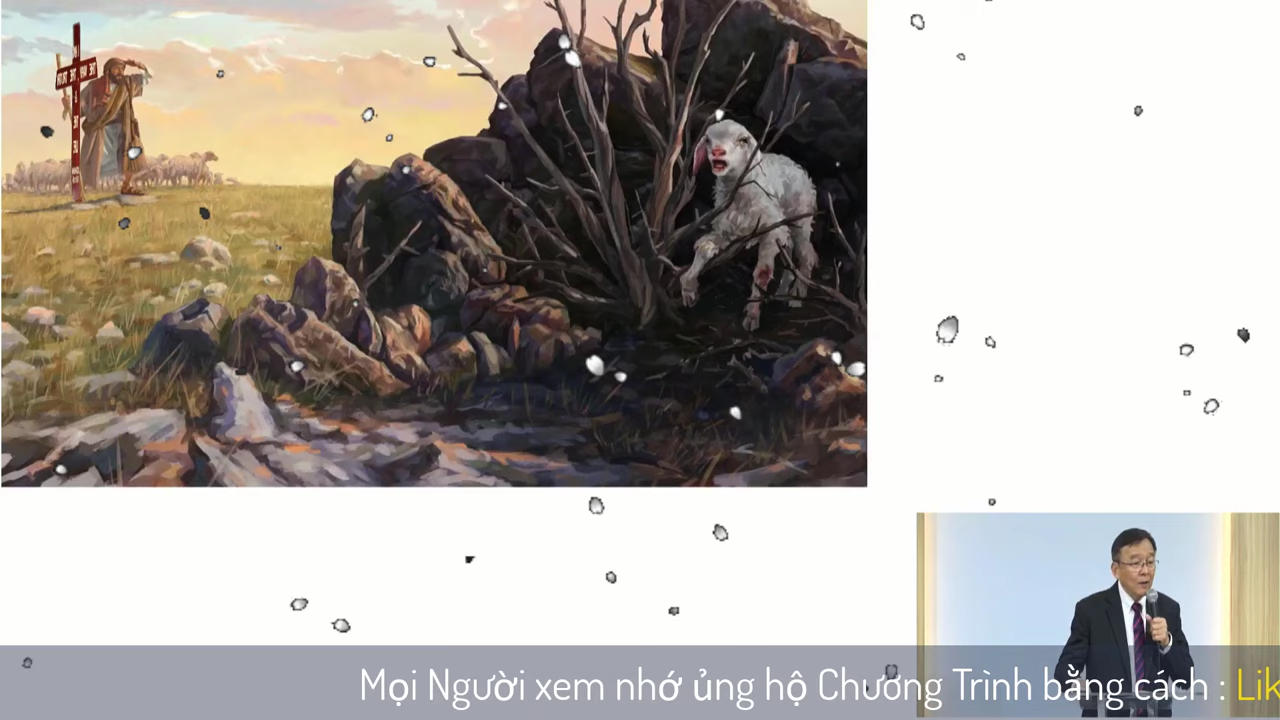 Mọi Người xem nhớ ủng hộ Chương Trình bằng cách : Lik